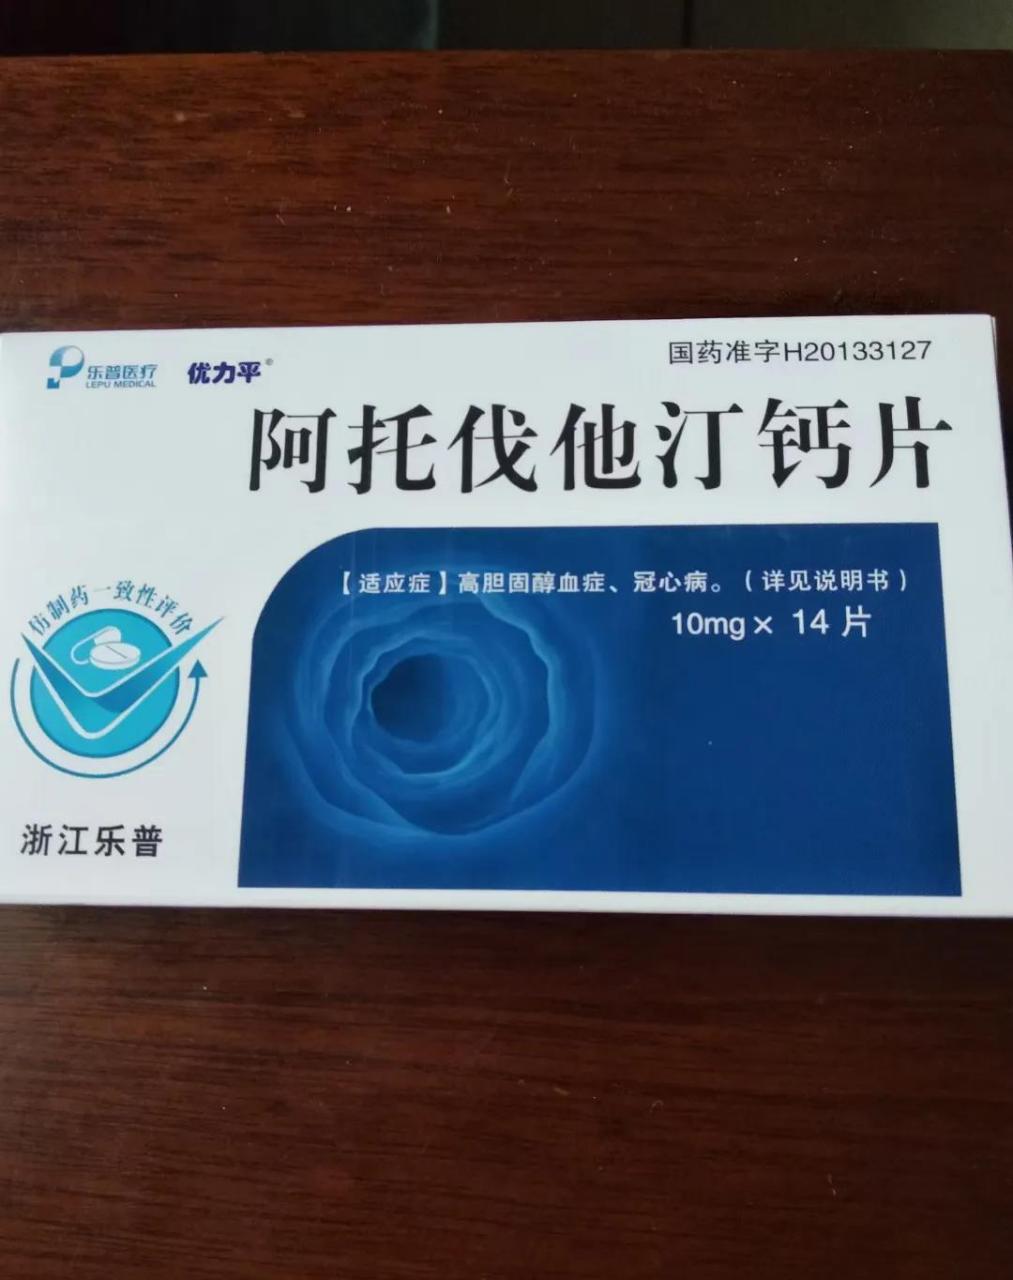 乐普医疗
LEPU MEDICAL
优力平®
国药准字H20133127
阿托伐他汀钙片
【适应症】高胆固醇血症、冠心病。（详见说明书）
10mg× 14片
仿制药一致性评价
浙江乐普